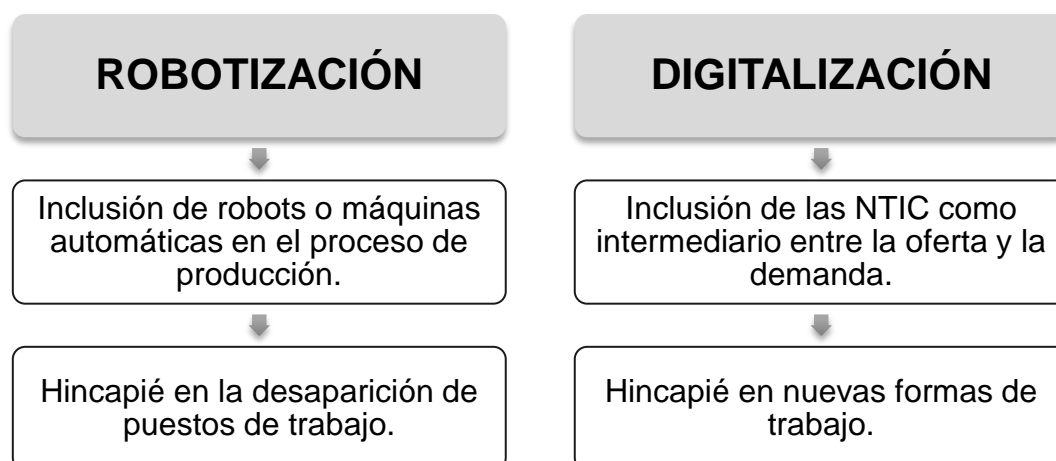 ROBOTIZACIÓN
Inclusión de robots o máquinas
automáticas en el proceso de
producción.
Hincapié en la desaparición de
puestos de trabajo.
DIGITALIZACIÓN
Inclusión de las NTIC como
intermediario entre la oferta y la
demanda.
Hincapié en nuevas formas de
trabajo.